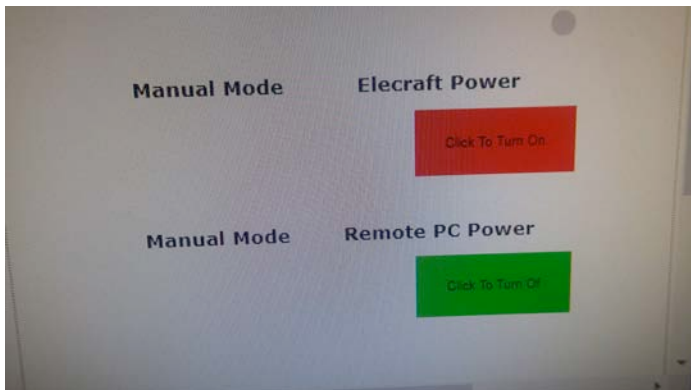 Manual Mode Elecraft Power
Click To Turn On
Manual Mode Remote PC Power
Click To Turn Of